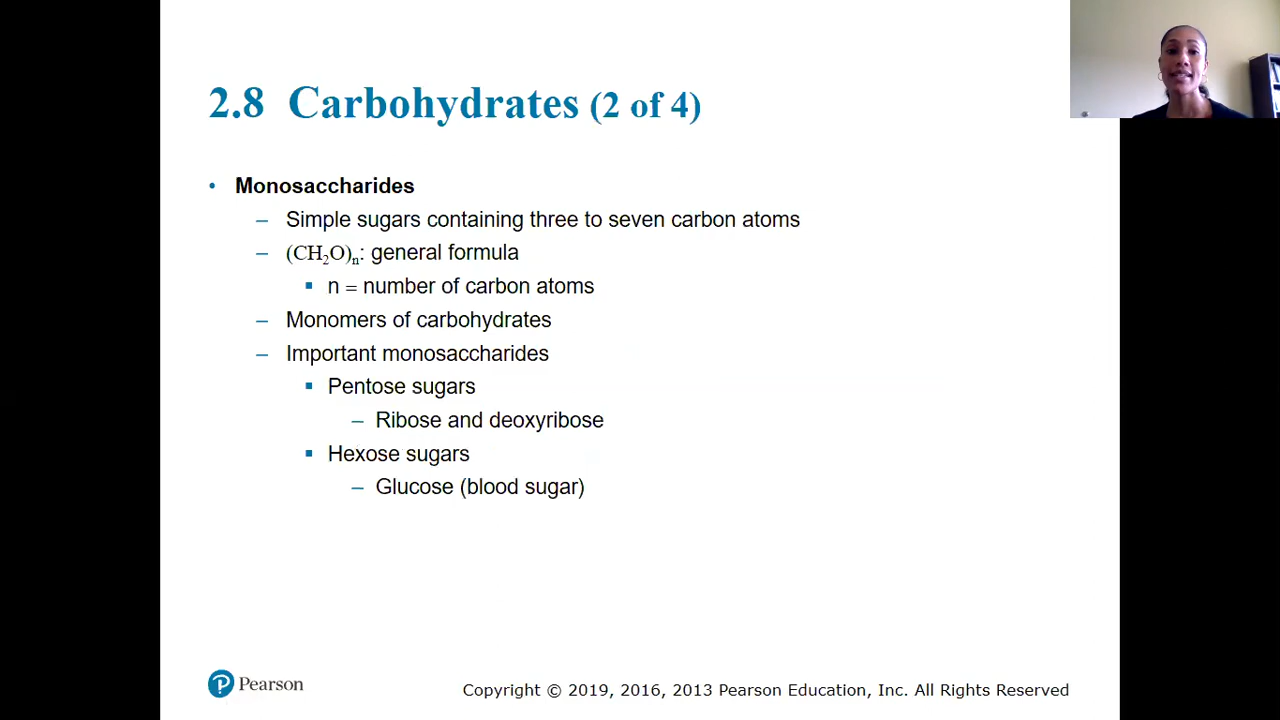 2.8 Carbohydrates (2 of 4)
• Monosaccharides
– Simple sugars containing three to seven carbon atoms
– (CH₂O)ₙ: general formula
▪ n = number of carbon atoms
– Monomers of carbohydrates
– Important monosaccharides
▪ Pentose sugars
– Ribose and deoxyribose
▪ Hexose sugars
– Glucose (blood sugar)
P Pearson
Copyright © 2019, 2016, 2013 Pearson Education, Inc. All Rights Reserved